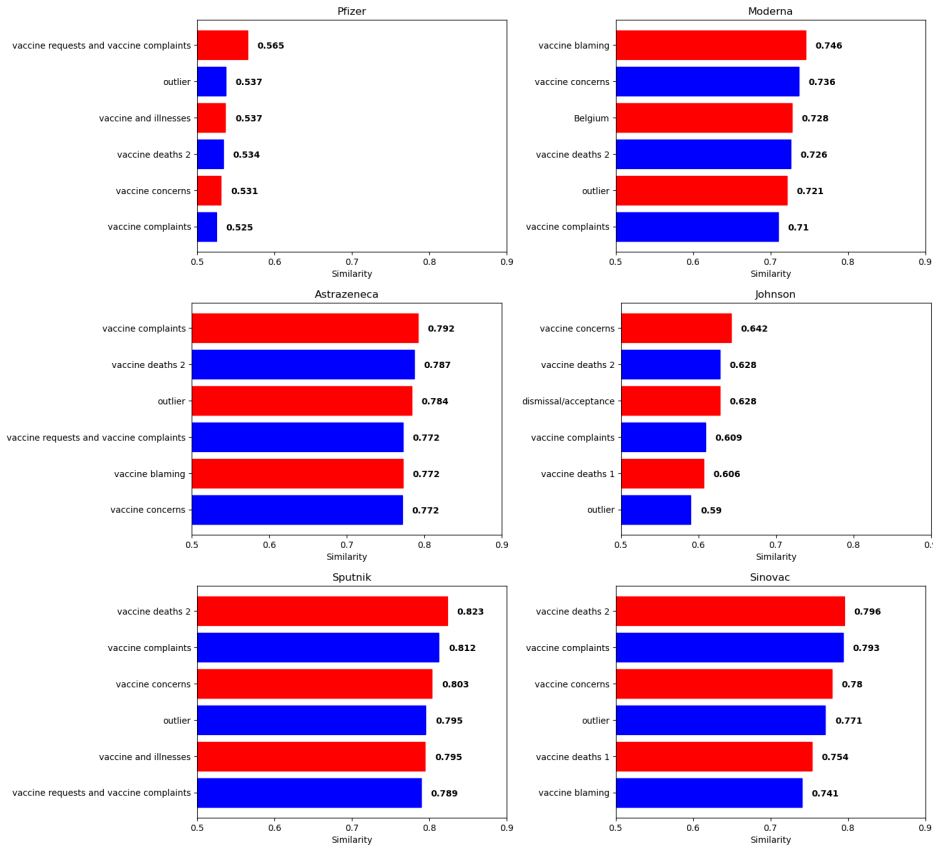 Pfizer
vaccine requests and vaccine complaints 0.565
outlier 0.537
vaccine and illnesses 0.537
vaccine deaths 2 0.534
vaccine concerns 0.531
vaccine complaints 0.525
0.5 0.6 0.7 0.8 0.9
Similarity
Moderna
vaccine blaming 0.746
vaccine concerns 0.736
Belgium 0.728
vaccine deaths 2 0.726
outlier 0.721
vaccine complaints 0.71
0.5 0.6 0.7 0.8 0.9
Similarity
Astrazeneca
vaccine complaints 0.792
vaccine deaths 2 0.787
outlier 0.784
vaccine requests and vaccine complaints 0.772
vaccine blaming 0.772
vaccine concerns 0.772
0.5 0.6 0.7 0.8 0.9
Similarity
Johnson
vaccine concerns 0.642
vaccine deaths 2 0.628
dismissal/acceptance 0.628
vaccine complaints 0.609
vaccine deaths 1 0.606
outlier 0.59
0.5 0.6 0.7 0.8 0.9
Similarity
Sputnik
vaccine deaths 2 0.823
vaccine complaints 0.812
vaccine concerns 0.803
outlier 0.795
vaccine and illnesses 0.795
vaccine requests and vaccine complaints 0.789
0.5 0.6 0.7 0.8 0.9
Similarity
Sinovac
vaccine deaths 2 0.796
vaccine complaints 0.793
vaccine concerns 0.78
outlier 0.771
vaccine deaths 1 0.754
vaccine blaming 0.741
0.5 0.6 0.7 0.8 0.9
Similarity